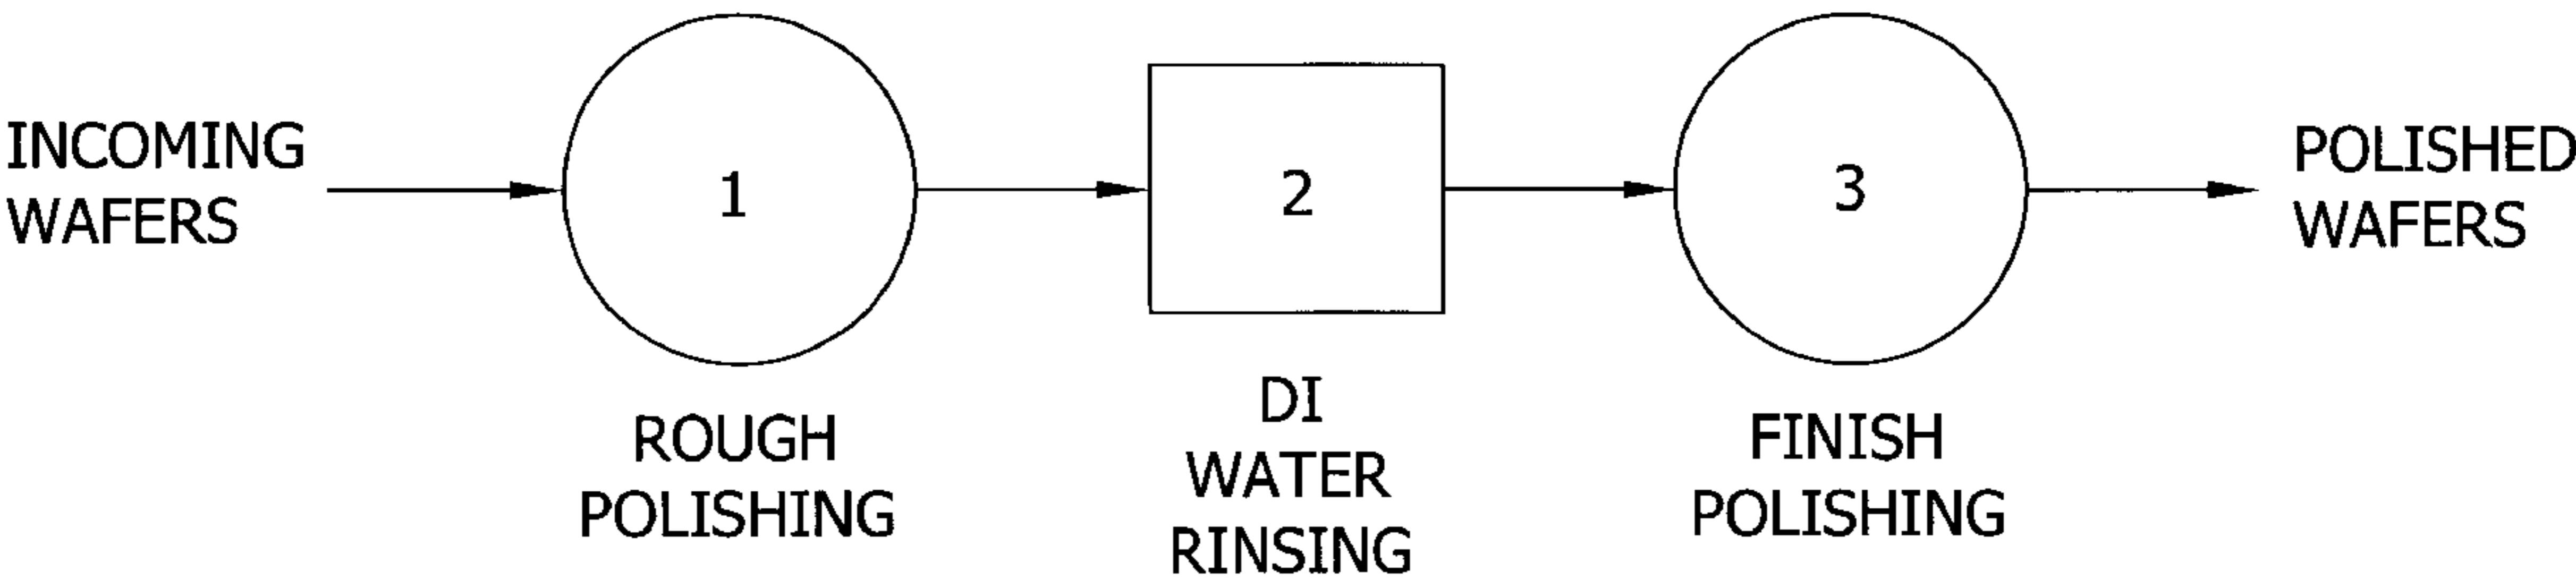 INCOMING
WAFERS
1
ROUGH
POLISHING
2
DI
WATER
RINSING
3
FINISH
POLISHING
POLISHED
WAFERS